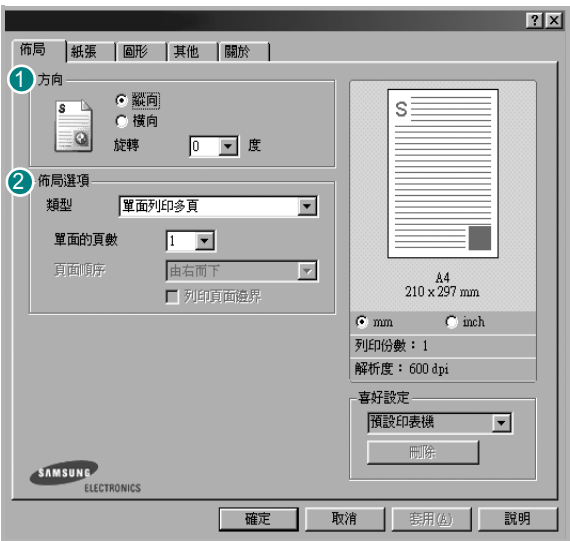 佈局 紙張 圖形 其他 關於
1 方向
S
縱向
橫向
旋轉 0 度
2 佈局選項
類型 單面列印多頁
單面的頁數 1
頁面順序 由右而下
列印頁面邊界
S
A4
210 x 297 mm
mm inch
列印份數：1
解析度：600 dpi
喜好設定
預設印表機
刪除
SAMSUNG
ELECTRONICS
確定 取消 套用(A) 說明